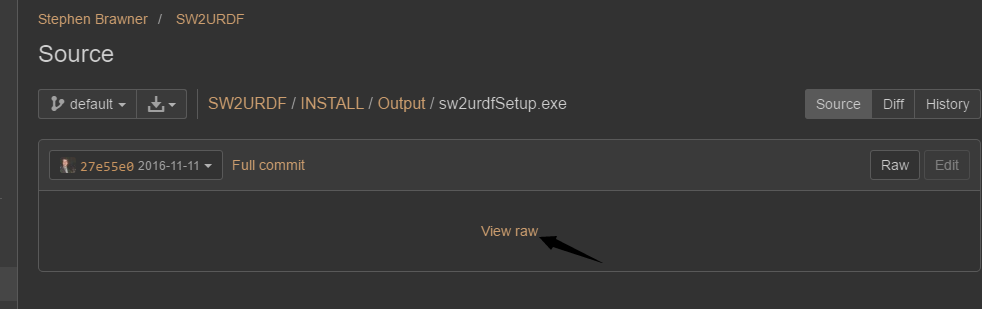 Stephen Brawner / SW2URDF
Source
default SW2URDF / INSTALL / Output / sw2urdfSetup.exe Source Diff History
27e55e0 2016-11-11 Full commit Raw Edit
View raw